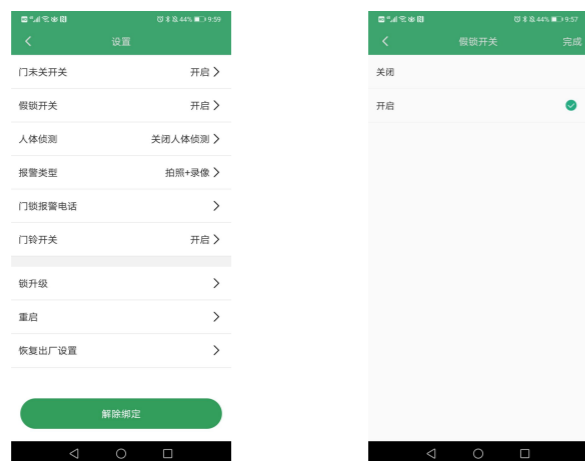 44% 9:59
设置
门未关开关 开启
假锁开关 开启
人体侦测 关闭人体侦测
报警类型 拍照+录像
门锁报警电话
门铃开关 开启
锁升级
重启
恢复出厂设置
解除绑定
44% 9:57
假锁开关 完成
关闭
开启